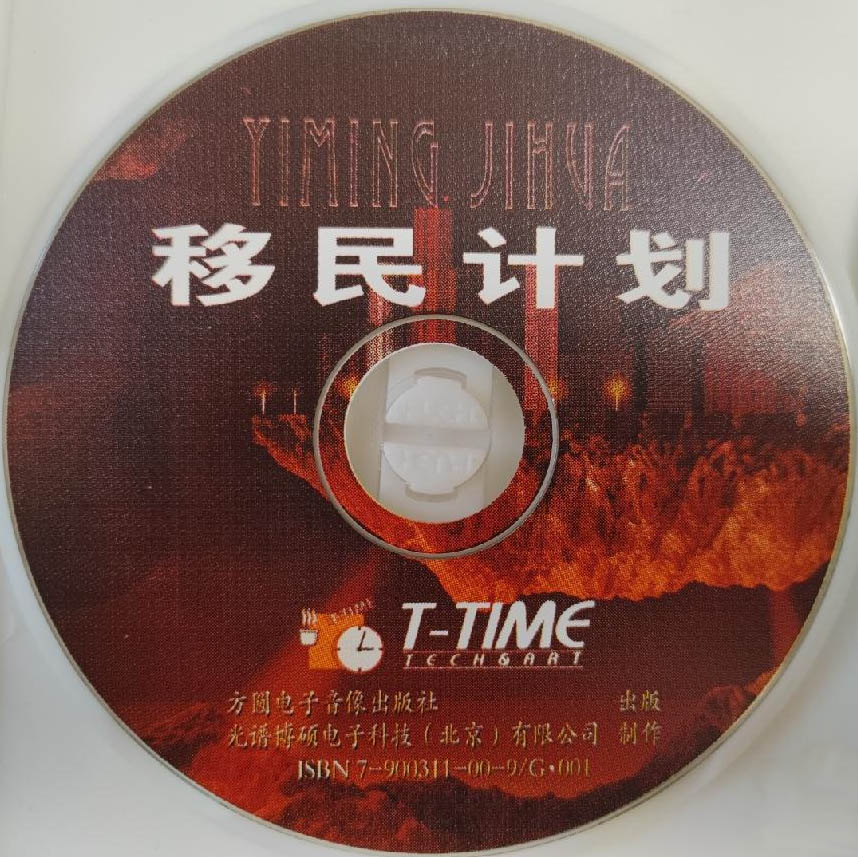 YIMING JIHUA
移民计划
T-TIME
T-TIME
TECH&ART
方圆电子音像出版社 出版
光谱博硕电子科技（北京）有限公司 制作
ISBN 7-900311-00-9/G·001